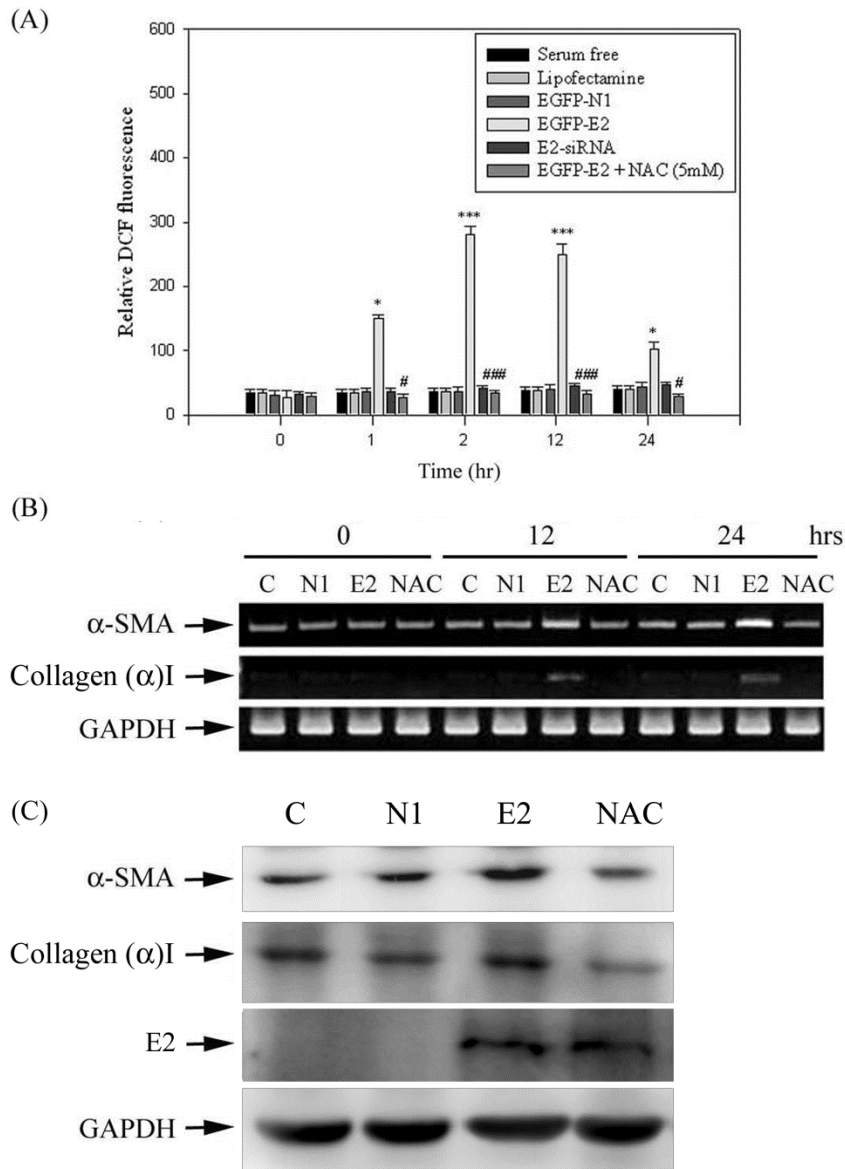 (A)
600
500
400
300
200
100
0
Relative DCF fluorescence
Serum free
Lipofectamine
EGFP-N1
EGFP-E2
E2-siRNA
EGFP-E2 + NAC (5mM)
* *** *** *
# ### ### #
0 1 2 12 24
Time (hr)
(B)
0 12 24 hrs
C N1 E2 NAC C N1 E2 NAC C N1 E2 NAC
α-SMA
Collagen (α)I
GAPDH
(C)
C N1 E2 NAC
α-SMA
Collagen (α)I
E2
GAPDH